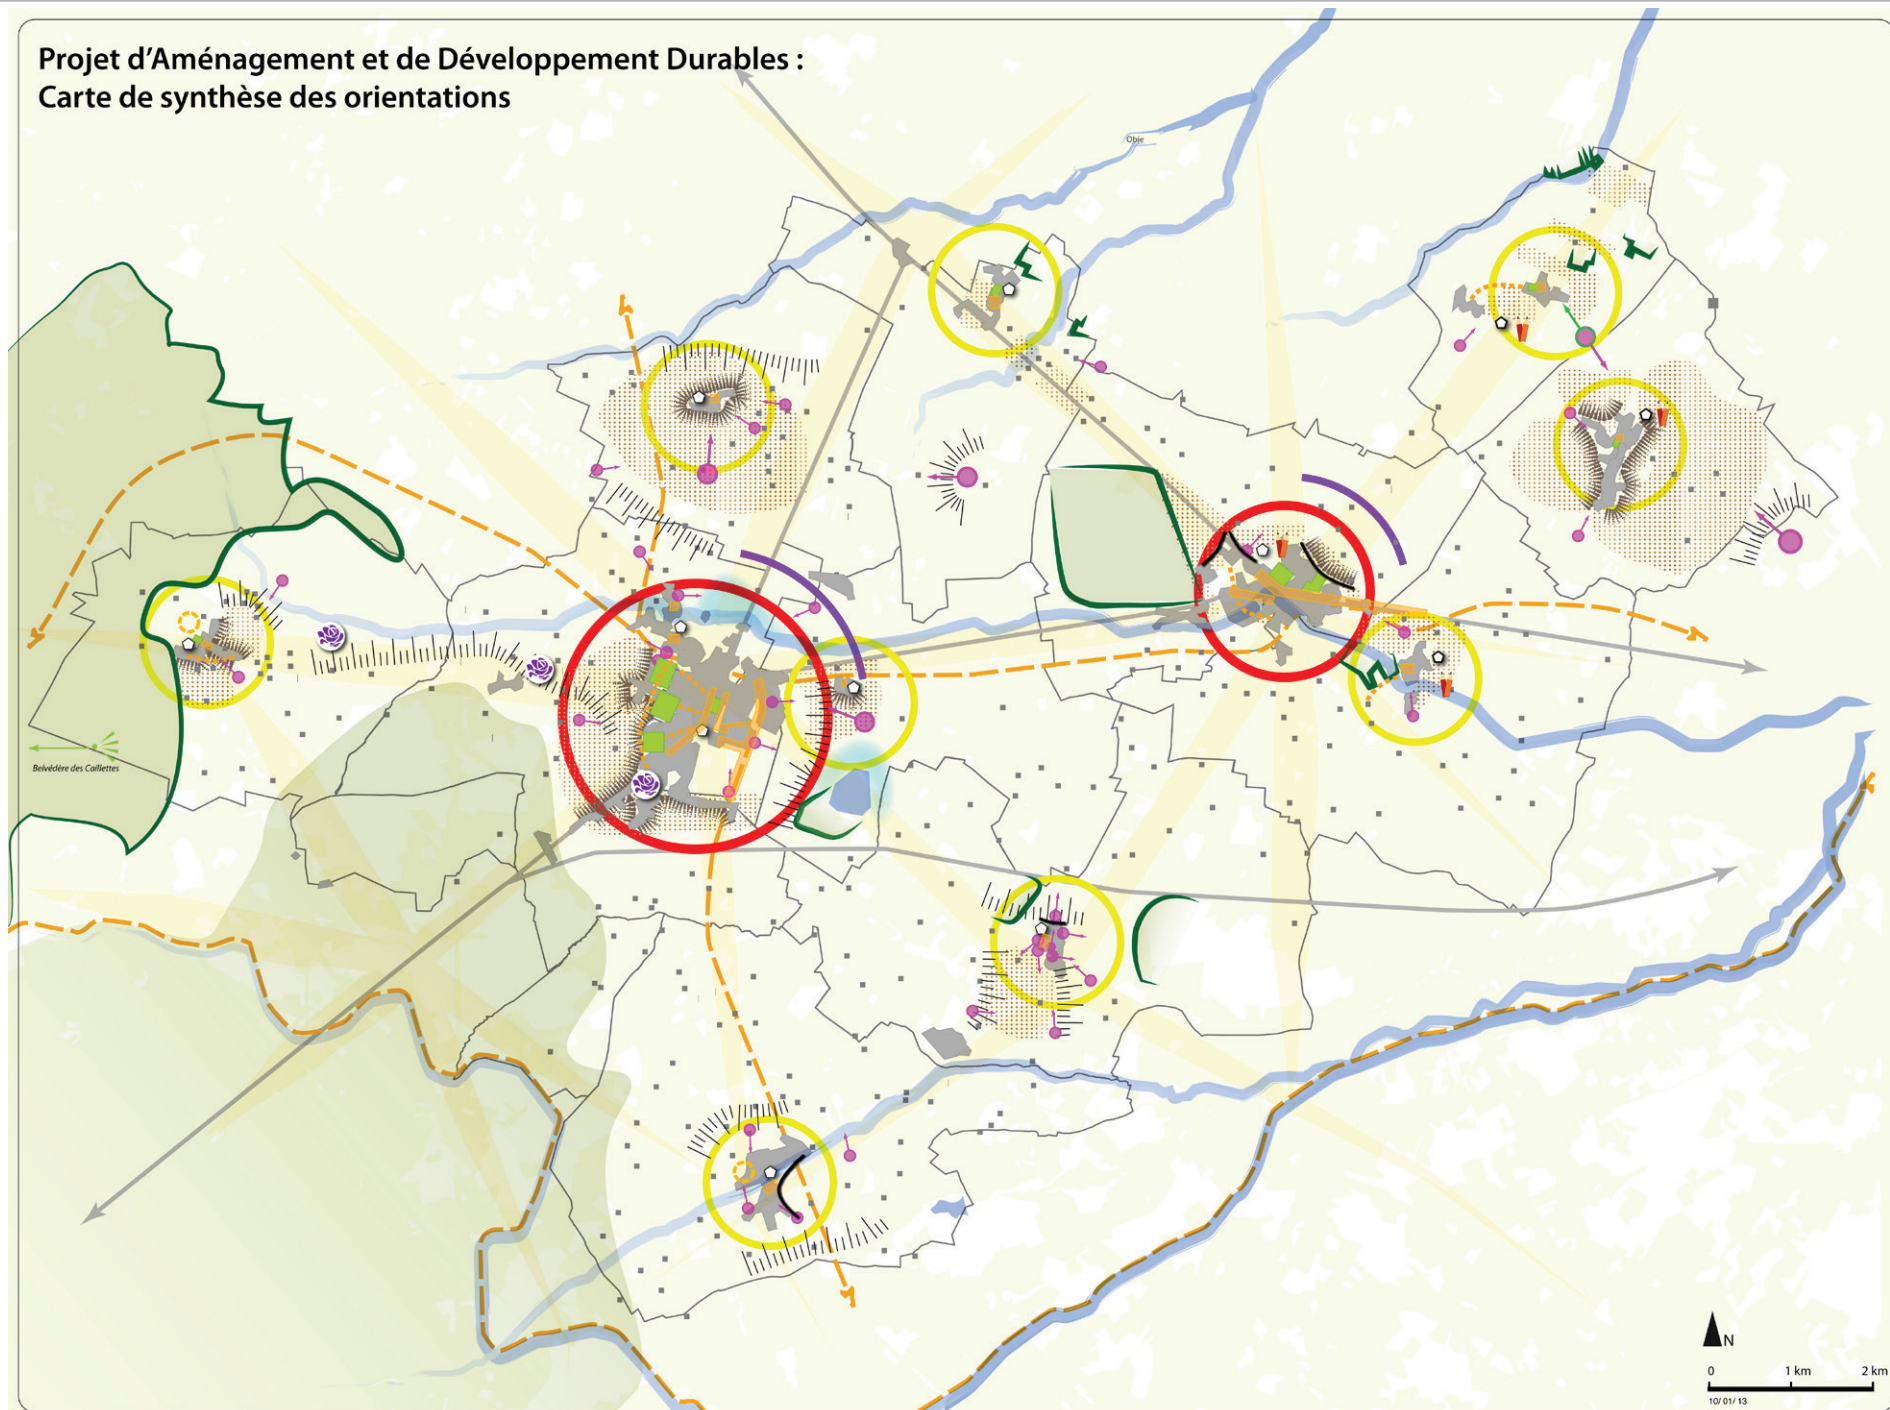 Projet d’Aménagement et de Développement Durables :
Carte de synthèse des orientations
Obje
Belvédère des Caillettes
N
0 1 km 2 km
10/ 01/ 13